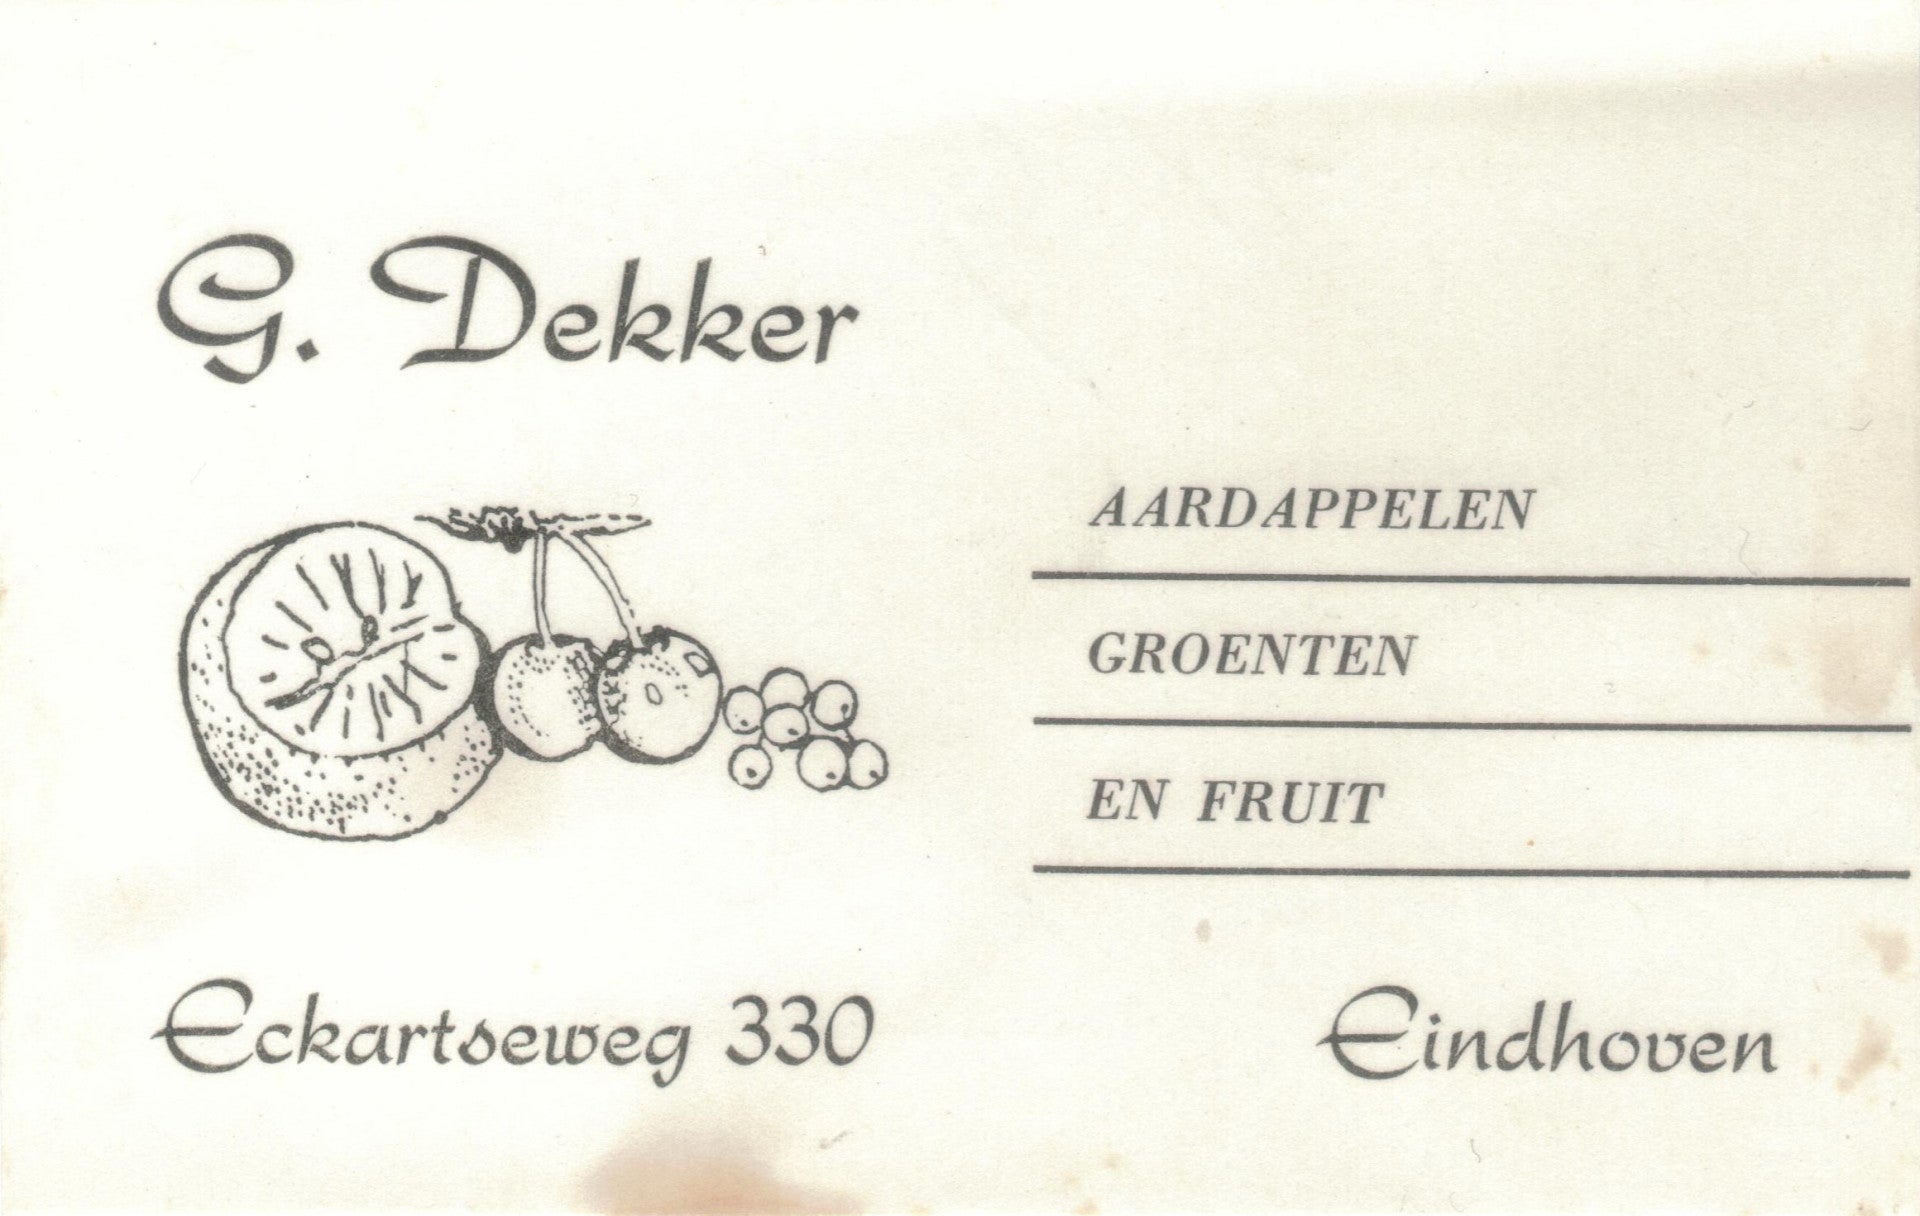 G. Dekker
AARDAPPELEN
GROENTEN
EN FRUIT
Eckartseweg 330
Eindhoven